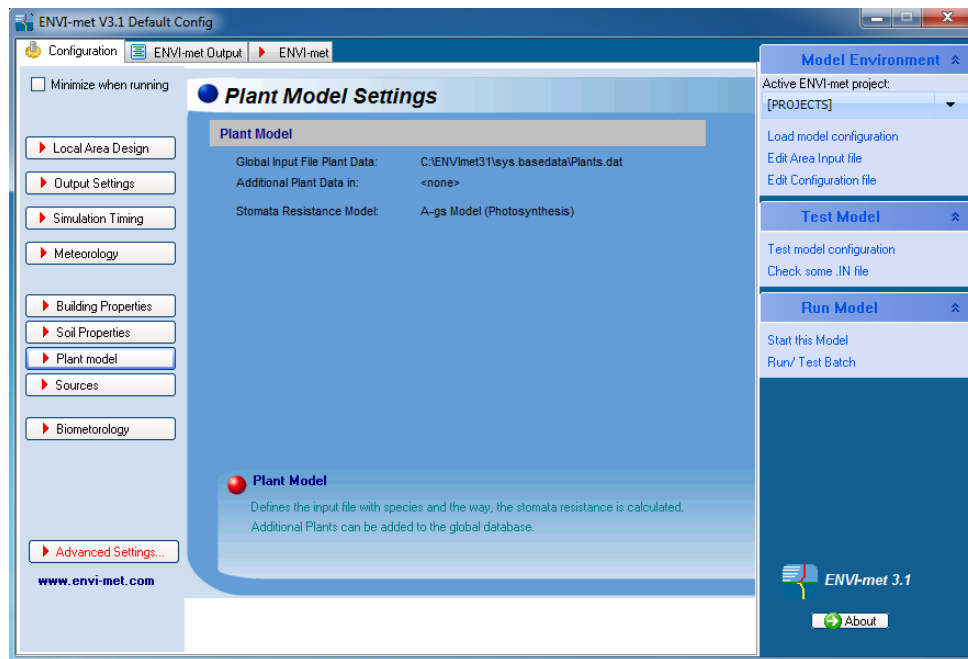 ENVI-met V3.1 Default Config
Configuration ENVI-met Output ENVI-met
Minimize when running
Local Area Design
Output Settings
Simulation Timing
Meteorology
Building Properties
Soil Properties
Plant model
Sources
Biometorology
Advanced Settings...
www.envi-met.com
Plant Model Settings
Plant Model
Global Input File Plant Data: C:\ENVImet31\sys.basedata\Plants.dat
Additional Plant Data in: <none>
Stomata Resistance Model: A-gs Model (Photosynthesis)
Plant Model
Defines the input file with species and the way, the stomata resistance is calculated.
Additional Plants can be added to the global database.
Model Environment
Active ENVI-met project:
[PROJECTS]
Load model configuration
Edit Area Input file
Edit Configuration file
Test Model
Test model configuration
Check some .IN file
Run Model
Start this Model
Run/ Test Batch
ENVI-met 3.1
About